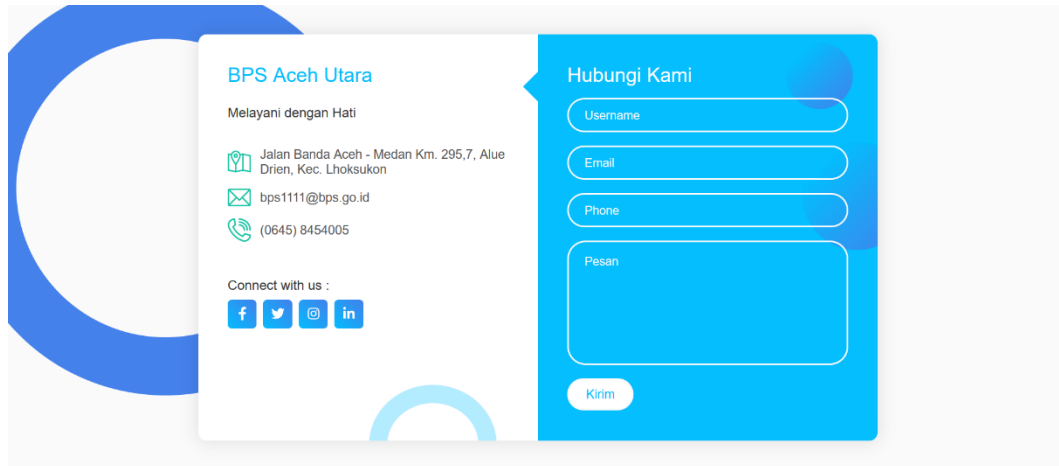 BPS Aceh Utara
Melayani dengan Hati
Jalan Banda Aceh - Medan Km. 295,7, Alue
Drien, Kec. Lhoksukon
bps1111@bps.go.id
(0645) 8454005
Connect with us :
f
in
Hubungi Kami
Username
Email
Phone
Pesan
Kirim